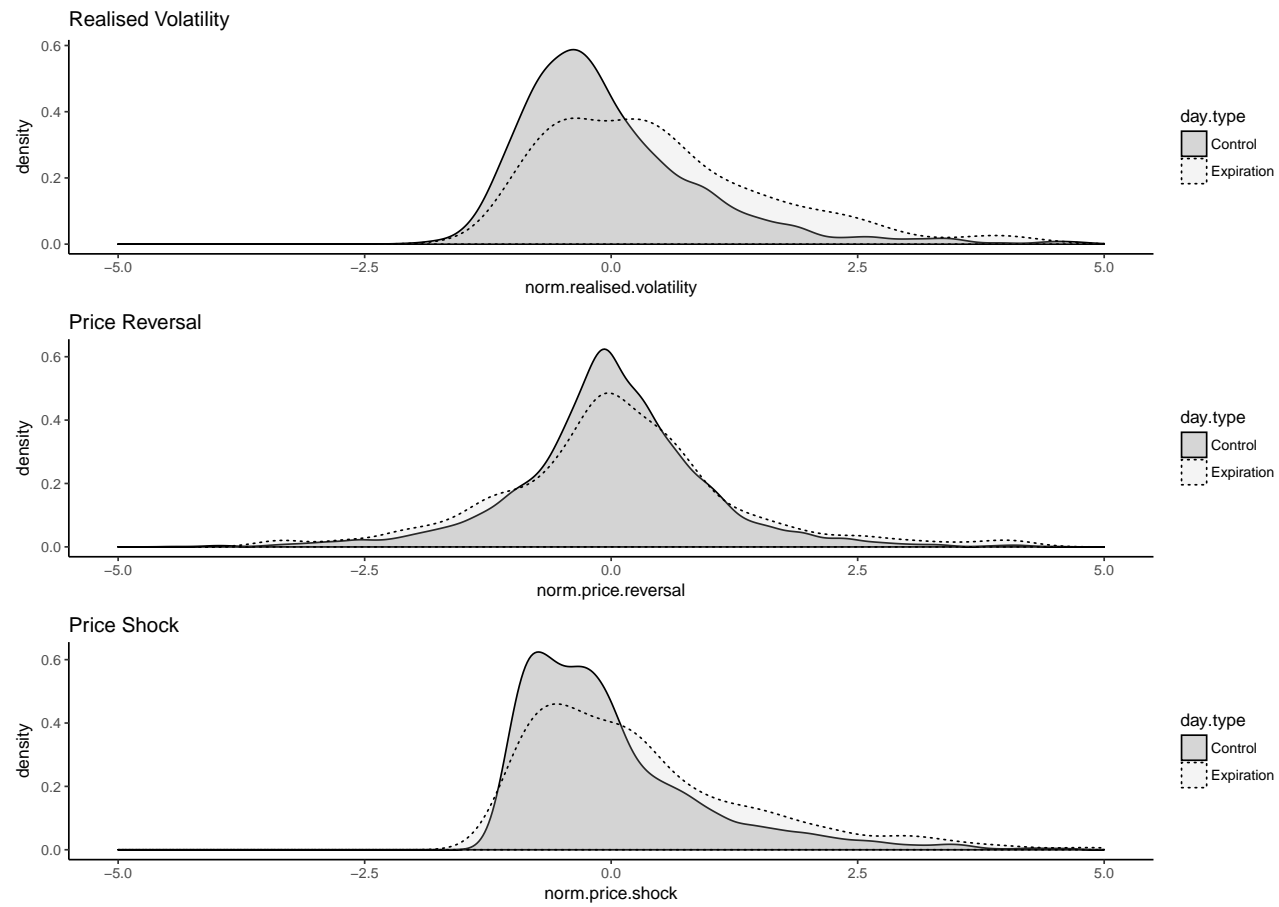 Realised Volatility
0.6
0.4
0.2
0.0
density
−5.0 −2.5 0.0 2.5 5.0
norm.realised.volatility
day.type
Control
Expiration
Price Reversal
0.6
0.4
0.2
0.0
density
−5.0 −2.5 0.0 2.5 5.0
norm.price.reversal
day.type
Control
Expiration
Price Shock
0.6
0.4
0.2
0.0
density
−5.0 −2.5 0.0 2.5 5.0
norm.price.shock
day.type
Control
Expiration